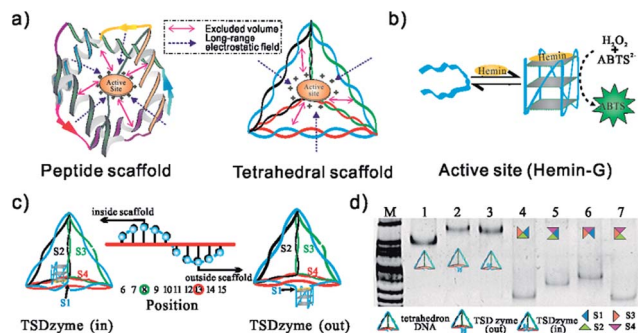 a)
Excluded volume
Long-range
electrostatic field
Active
Site
Active
site
Peptide scaffold
Tetrahedral scaffold
b)
Hemin
Hemin
H2O2
+
ABTS2-
ABTS
Active site (Hemin-G)
c)
inside scaffold
S2
S3
S4
S1
outside scaffold
6 7 8 9 10 11 12 13 14 15
Position
S2
S3
S4
S1
TSDzyme (in)
TSDzyme (out)
d)
M 1 2 3 4 5 6 7
tetrahedron
DNA
TSD zyme
(out)
TSDzyme
(in)
S1
S2
S3
S4